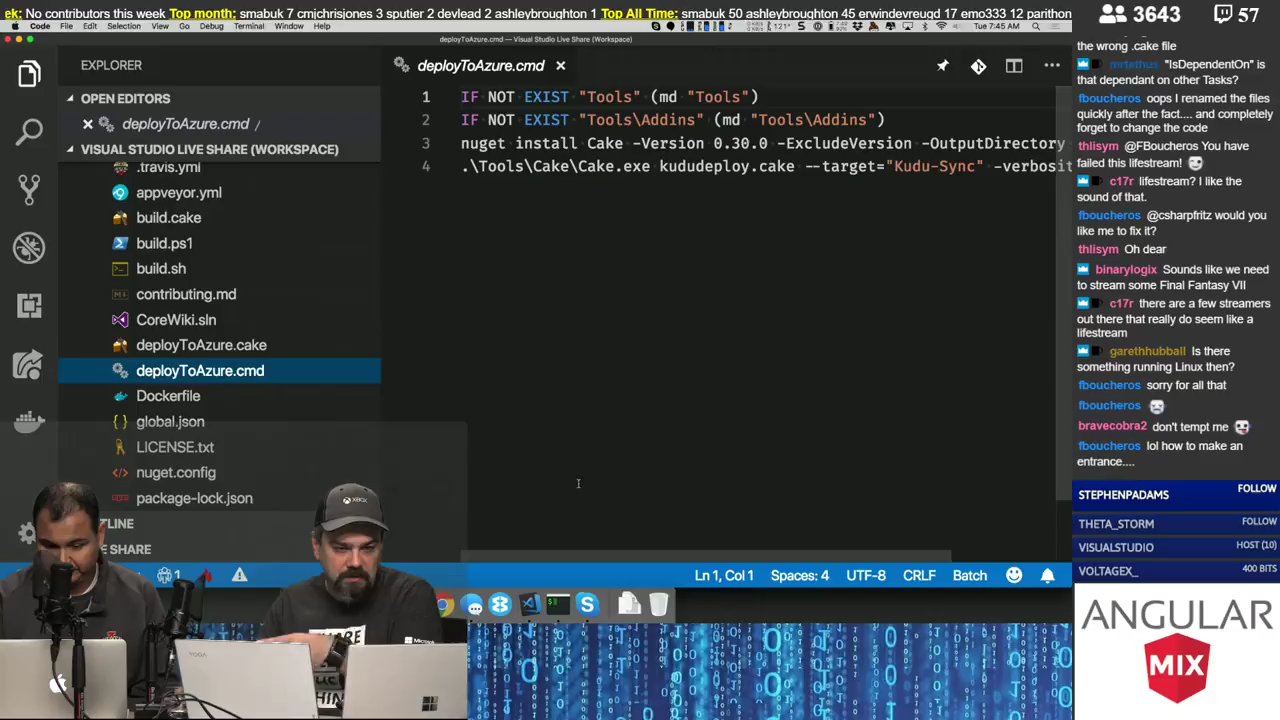 ek: No contributors this week Top month: smabuk 7 cmjchrisjones 3 sputier 2 devlead 2 ashleybroughton 1 Top All Time: smabuk 50 ashleybroughton 45 erwindevreugd 17 emo333 12 parithon
3643
57
Code File Edit Selection View Go Debug Terminal Window Help
Tue 7:45 AM
deployToAzure.cmd — Visual Studio Live Share (Workspace)
EXPLORER
OPEN EDITORS
deployToAzure.cmd /
VISUAL STUDIO LIVE SHARE (WORKSPACE)
.travis.yml
appveyor.yml
build.cake
build.ps1
build.sh
contributing.md
CoreWiki.sln
deployToAzure.cake
deployToAzure.cmd
Dockerfile
global.json
LICENSE.txt
nuget.config
package-lock.json
TLINE
SHARE
deployToAzure.cmd
1 IF NOT EXIST "Tools" (md "Tools")
2 IF NOT EXIST "Tools\Addins" (md "Tools\Addins")
3 nuget install Cake -Version 0.30.0 -ExcludeVersion -OutputDirectory
4 .\Tools\Cake\Cake.exe kududeploy.cake --target="Kudu-Sync" -verbosit
1
Ln 1, Col 1 Spaces: 4 UTF-8 CRLF Batch
the wrong .cake file
mrtethus "IsDependentOn" is
that dependant on other Tasks?
fboucheros oops I renamed the files
quickly after the fact.... and completely
forget to change the code
thlisym @FBoucheros You have
failed this lifestream!
c17r lifestream? I like the
sound of that.
fboucheros @csharpfritz would you
like me to fix it?
thlisym Oh dear
binarylogix Sounds like we need
to stream some Final Fantasy VII
c17r there are a few streamers
out there that really do seem like a
lifestream
garethhubball Is there
something running Linux then?
fboucheros sorry for all that
fboucheros
bravecobra2 don't tempt me
fboucheros lol how to make an
entrance....
STEPHENPADAMS FOLLOW
THETA_STORM FOLLOW
VISUALSTUDIO HOST (10)
VOLTAGEX_ 400 BITS
ANGULAR
MIX
XBOX
Microsoft
YOGA